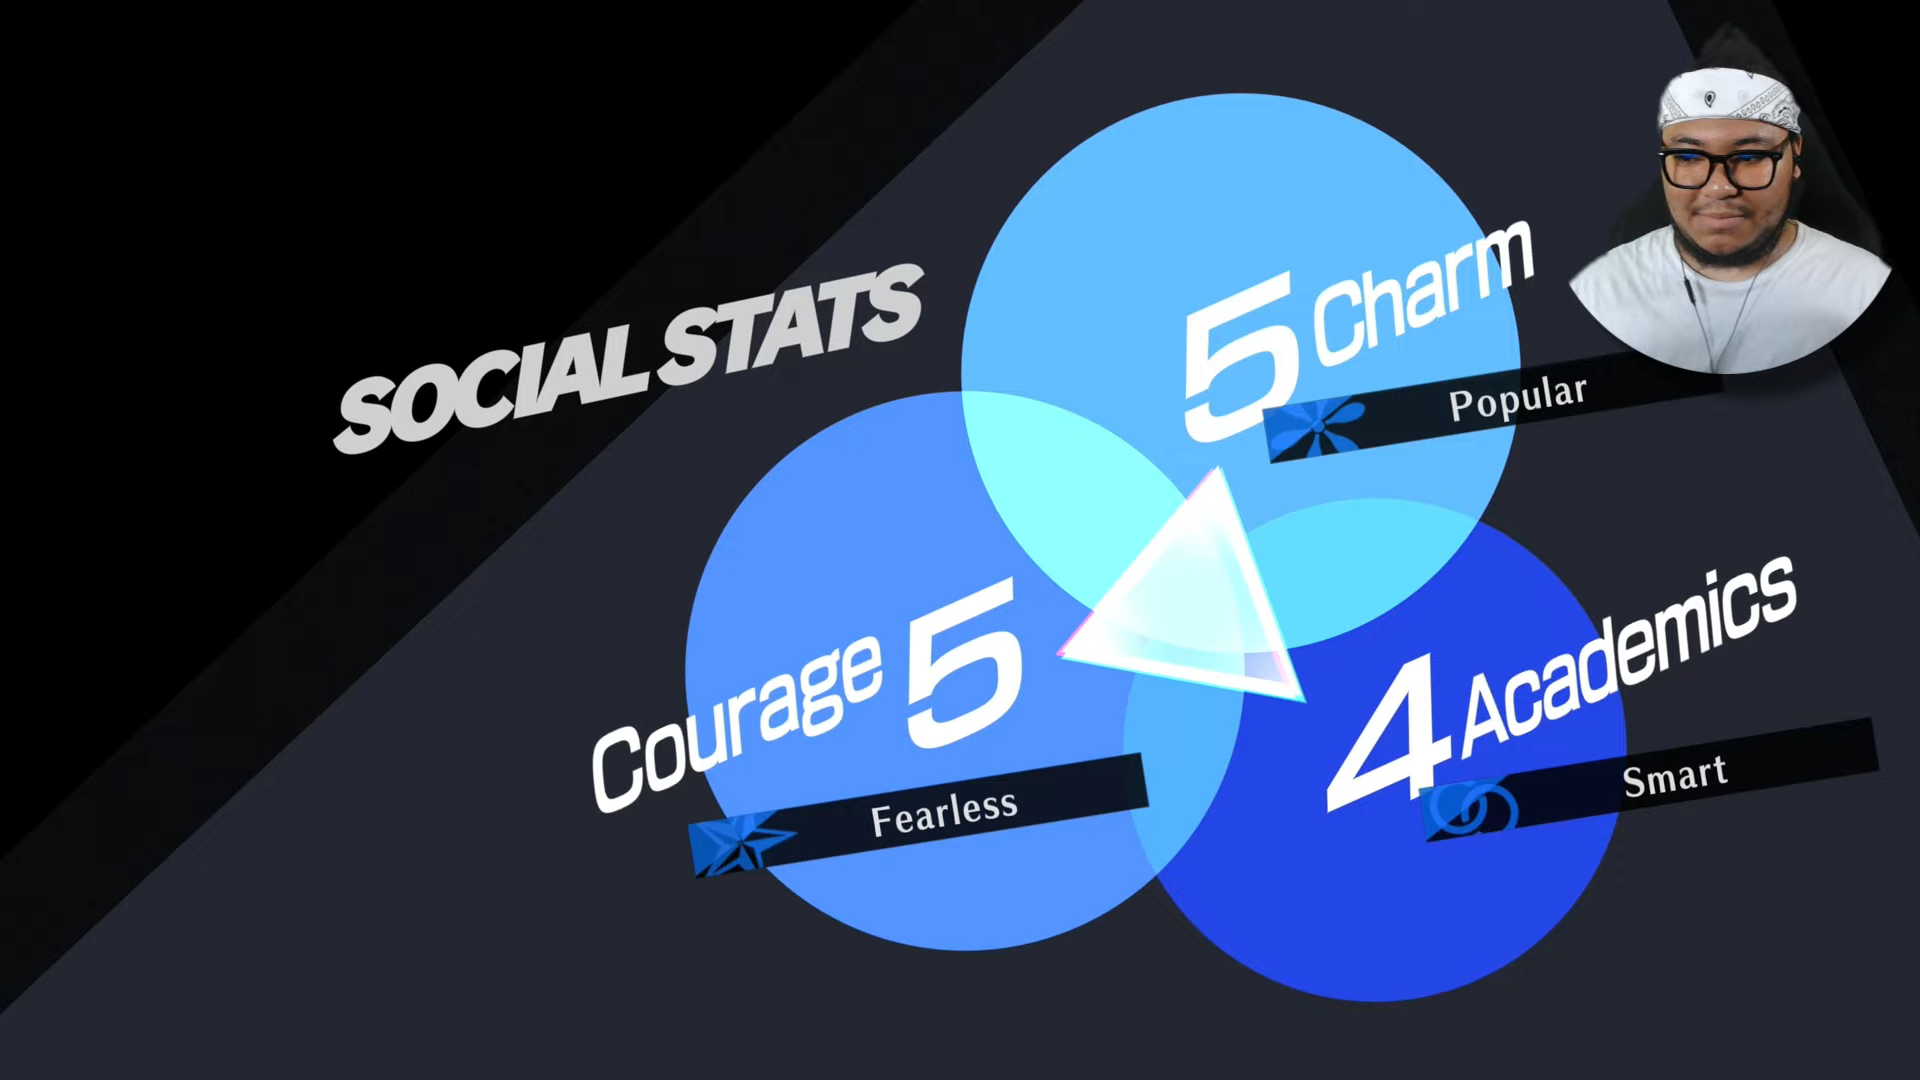 SOCIAL STATS
5 Charm
Popular
Courage 5
Fearless
4 Academics
Smart